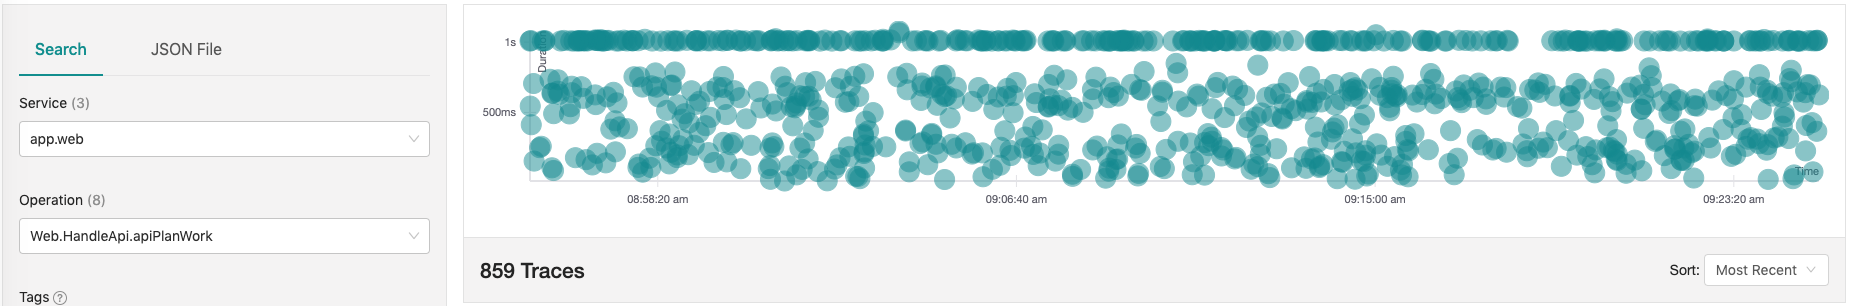 Search
JSON File
Service (3)
app.web
Operation (8)
Web.HandleApi.apiPlanWork
Tags ?
Duration
1s
500ms
Time
08:58:20 am
09:06:40 am
09:15:00 am
09:23:20 am
859 Traces
Sort: Most Recent